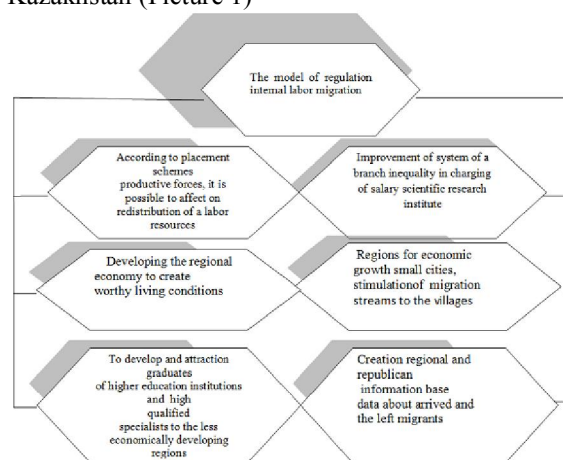 Kazakhstan (Picture 1)
The model of regulation
internal labor migration
According to placement
schemes
productive forces, it is
possible to affect on
redistribution of a labor
resources
Improvement of system of a
branch inequality in charging
of salary scientific research
institute
Developing the regional
economy to create
worthy living conditions
Regions for economic
growth small cities,
stimulationof migration
streams to the villages
To develop and attraction
graduates
of higher education institutions
and high
qualified
specialists to the less
economically developing
regions
Creation regional and
republican
information base
data about arrived and
the left migrants